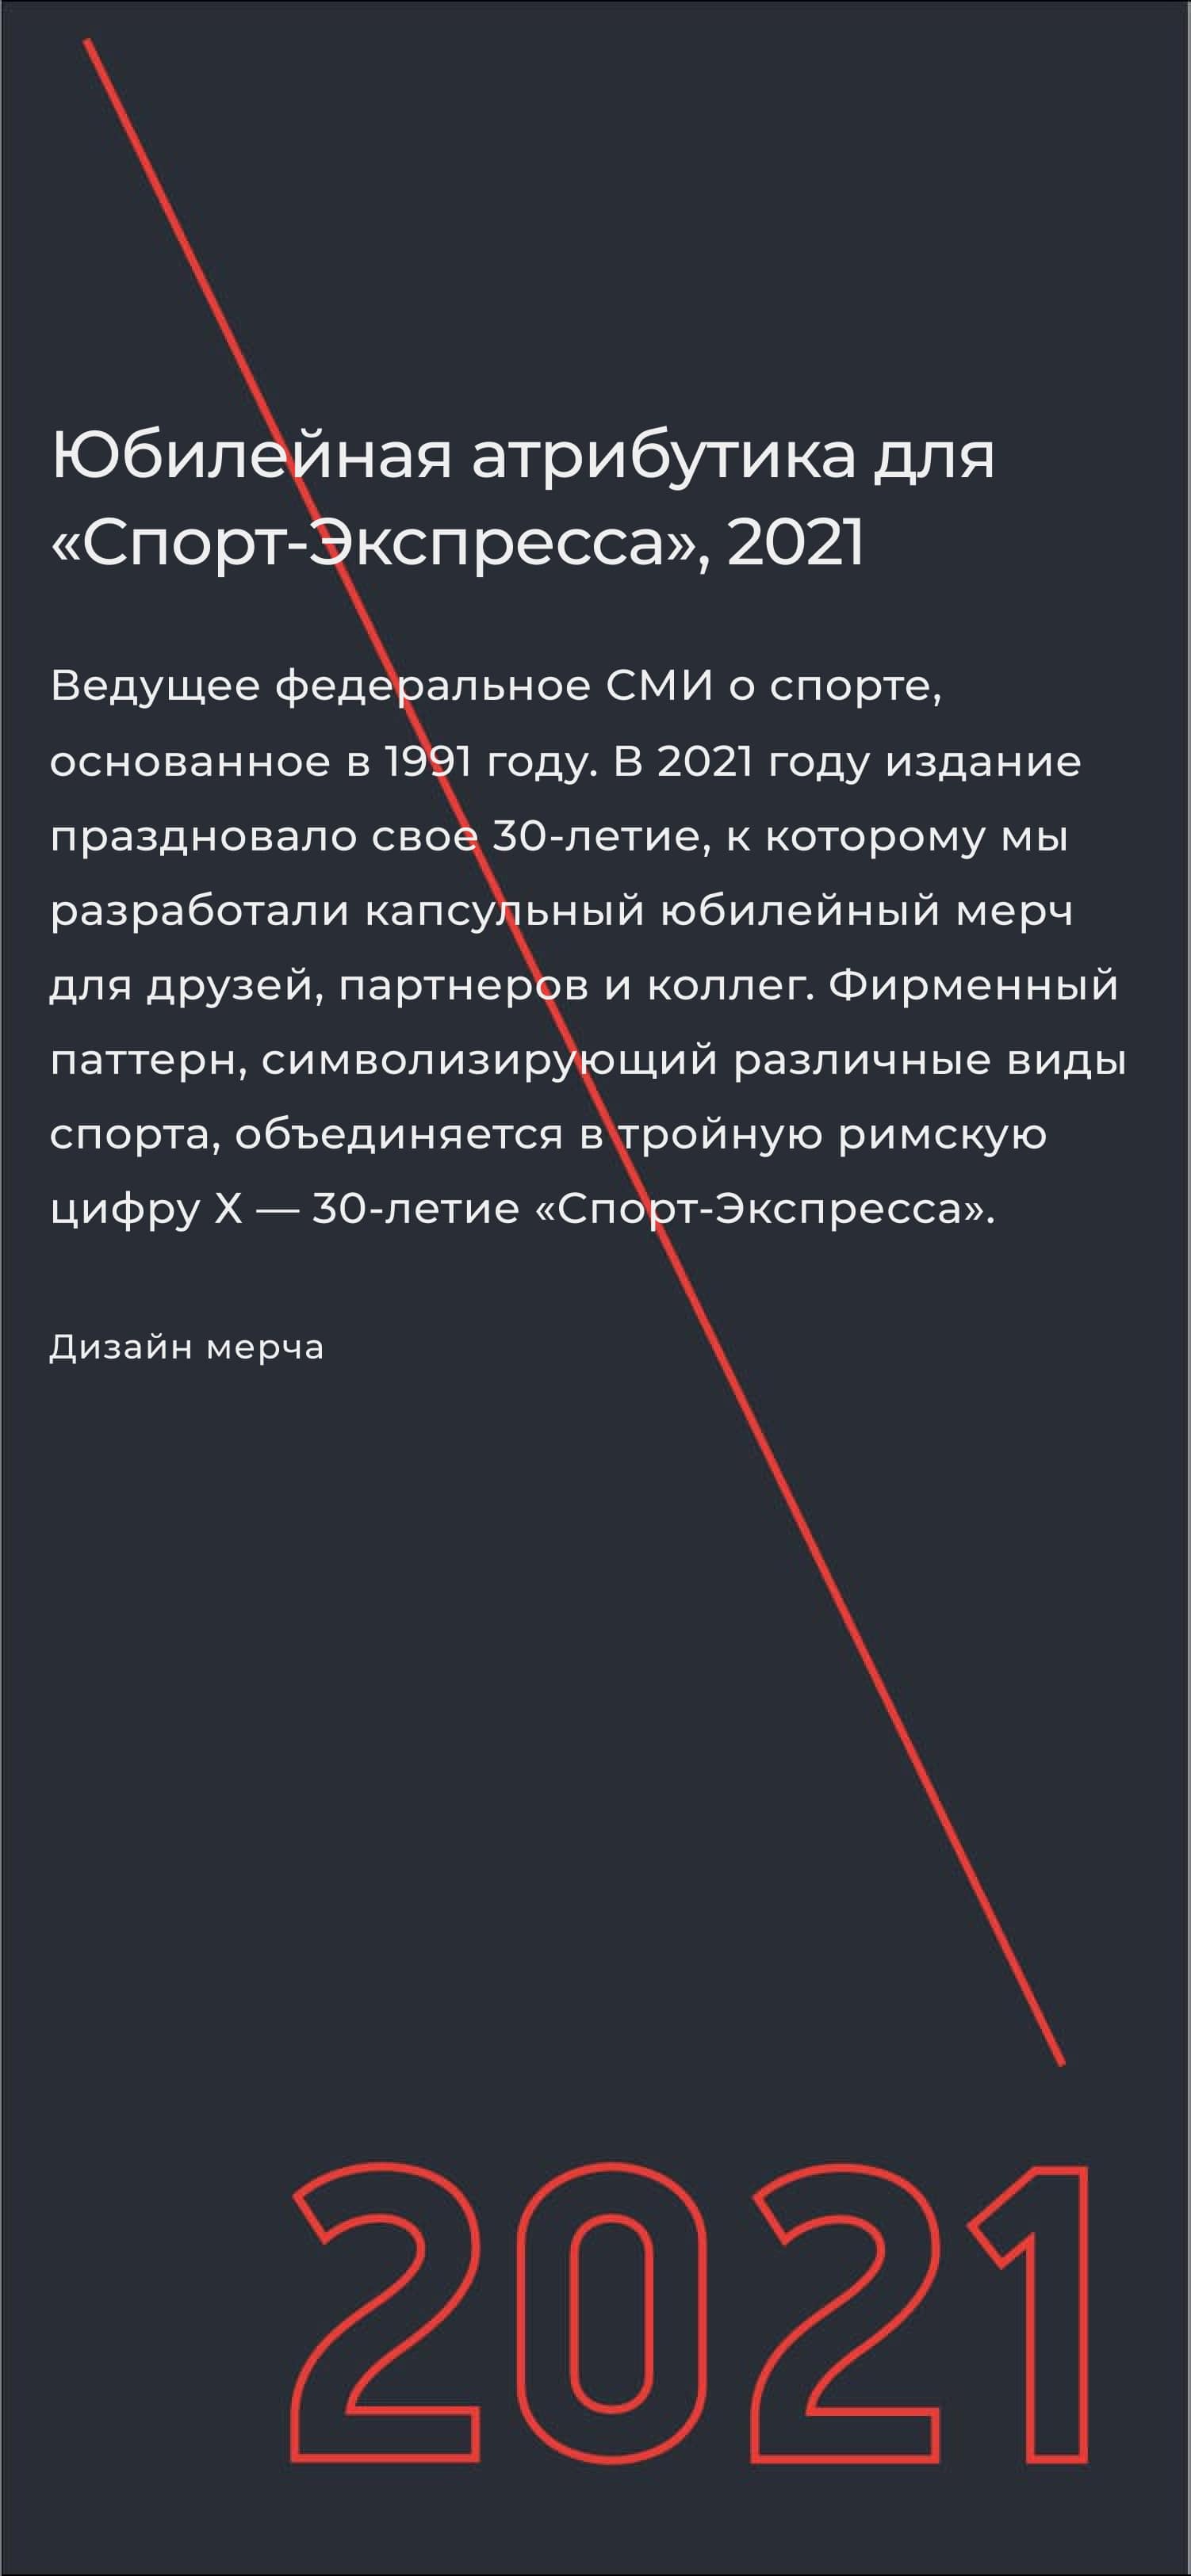 Юбилейная атрибутика для
«Спорт-Экспресса», 2021
Ведущее федеральное СМИ о спорте,
основанное в 1991 году. В 2021 году издание
праздновало свое 30-летие, к которому мы
разработали капсульный юбилейный мерч
для друзей, партнеров и коллег. Фирменный
паттерн, символизирующий различные виды
спорта, объединяется в тройную римскую
цифру X — 30-летие «Спорт-Экспресса».
Дизайн мерча
2021